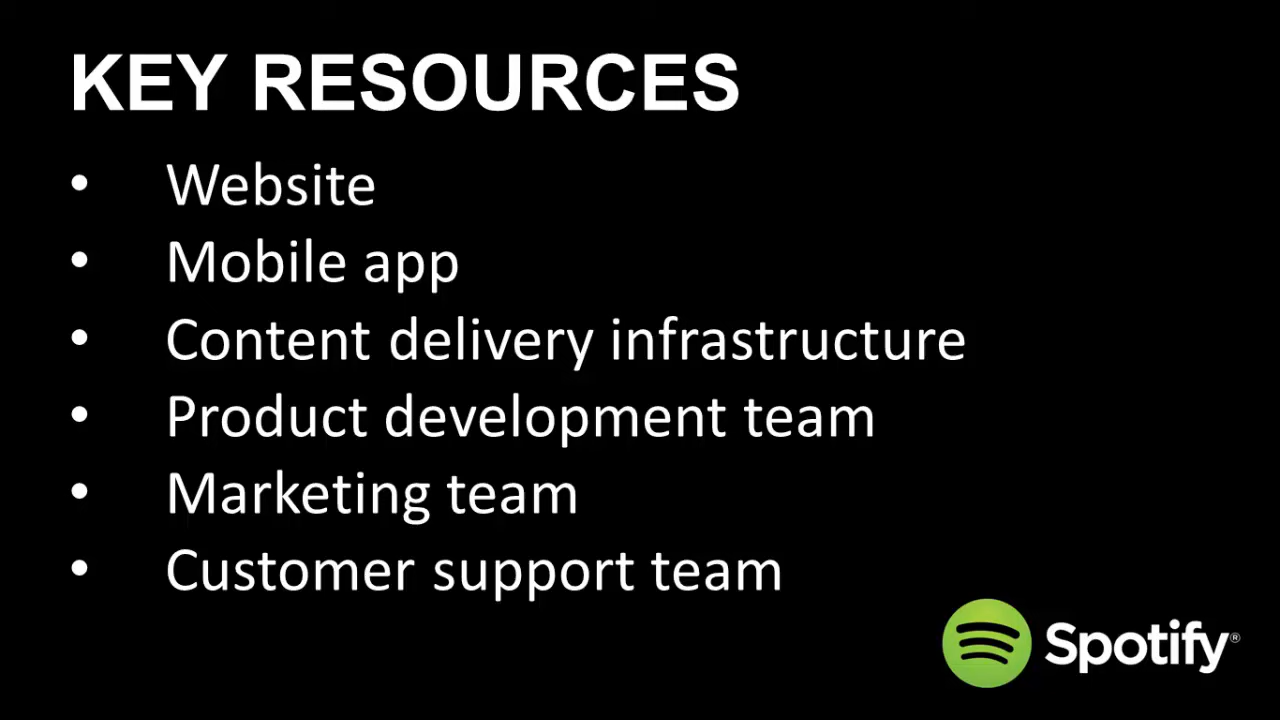 KEY RESOURCES
• Website
• Mobile app
• Content delivery infrastructure
• Product development team
• Marketing team
• Customer support team
Spotify®